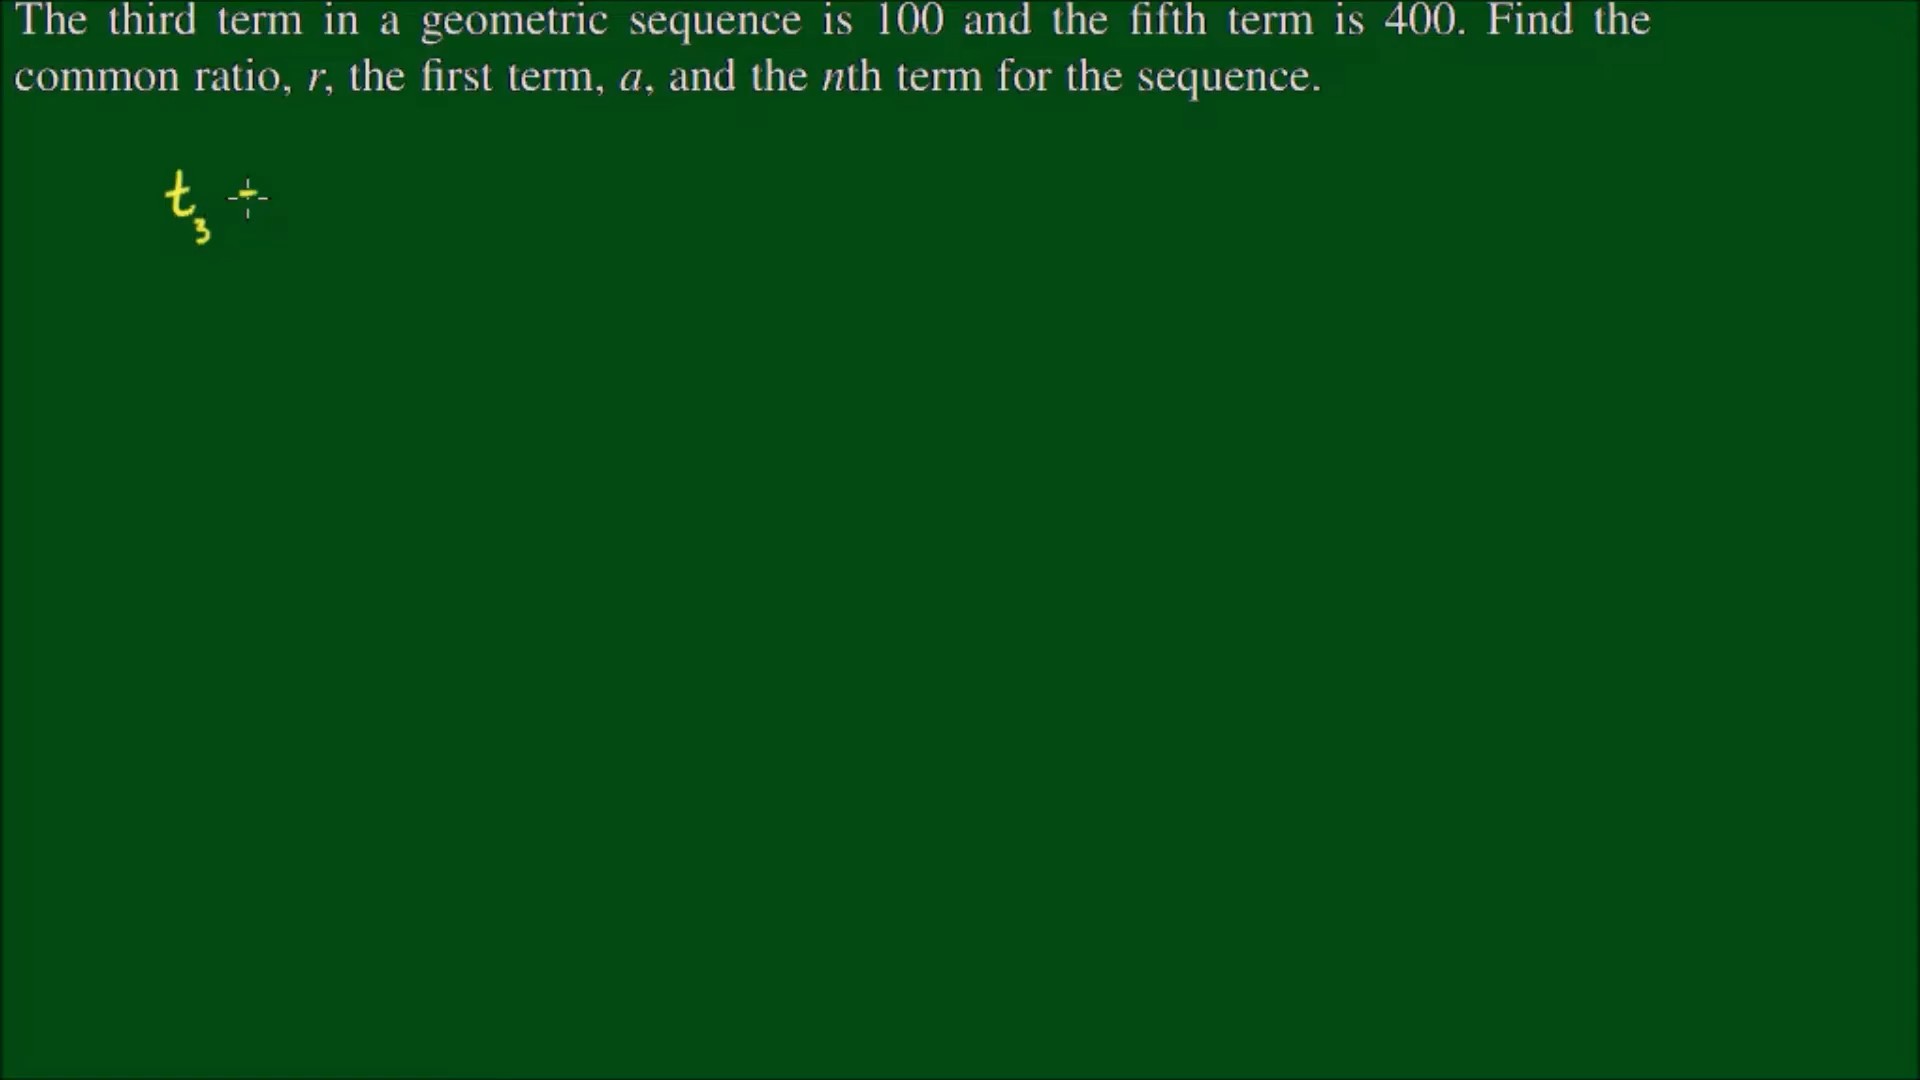 The third term in a geometric sequence is 100 and the fifth term is 400. Find the
common ratio, r, the first term, a, and the nth term for the sequence.
t₃ -